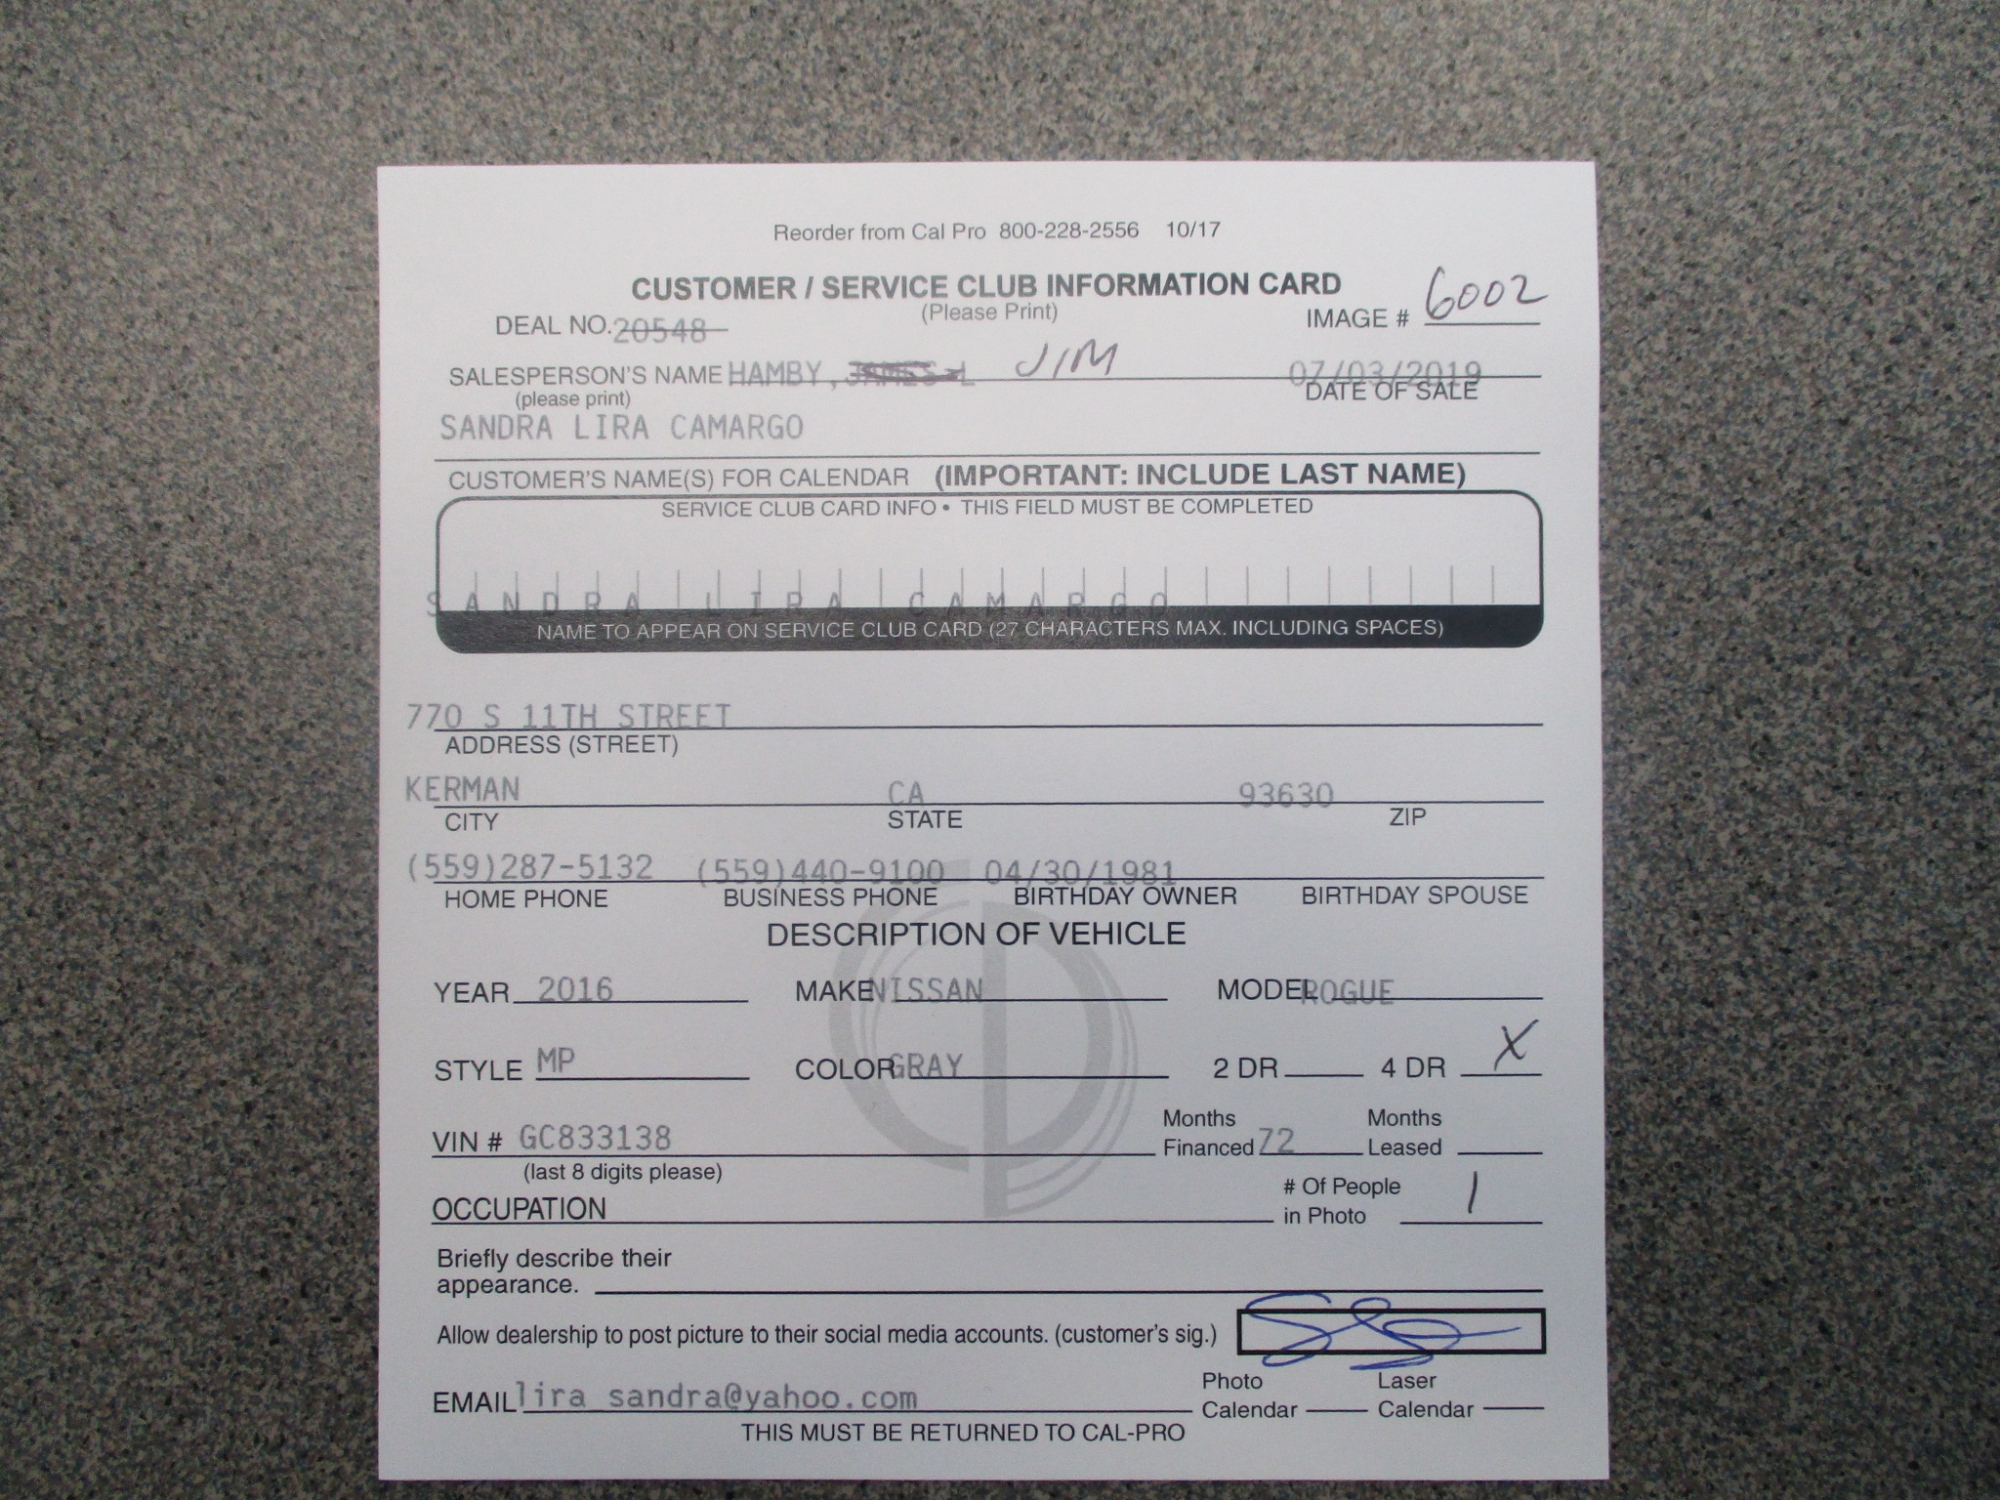 Reorder from Cal Pro 800-228-2556 10/17
CUSTOMER / SERVICE CLUB INFORMATION CARD
(Please Print)
DEAL NO. 20548
IMAGE # 6002
SALESPERSON'S NAME HAMBY, JAMES L JIM
07/03/2019
(please print)
DATE OF SALE
SANDRA LIRA CAMARGO
CUSTOMER'S NAME(S) FOR CALENDAR (IMPORTANT: INCLUDE LAST NAME)
SERVICE CLUB CARD INFO • THIS FIELD MUST BE COMPLETED
SANDRA LIRA CAMARGO
NAME TO APPEAR ON SERVICE CLUB CARD (27 CHARACTERS MAX. INCLUDING SPACES)
770 S 11TH STREET
ADDRESS (STREET)
KERMAN CA 93630
CITY STATE ZIP
(559)287-5132 (559)440-9100 04/30/1981
HOME PHONE BUSINESS PHONE BIRTHDAY OWNER BIRTHDAY SPOUSE
DESCRIPTION OF VEHICLE
YEAR 2016 MAKE NISSAN MODEL ROGUE
STYLE MP COLOR GRAY 2 DR 4 DR X
VIN # GC833138 Months Financed 72 Months Leased
(last 8 digits please)
OCCUPATION # Of People in Photo 1
Briefly describe their
appearance.
Allow dealership to post picture to their social media accounts. (customer's sig.)
EMAIL lira_sandra@yahoo.com Photo Calendar Laser Calendar
THIS MUST BE RETURNED TO CAL-PRO